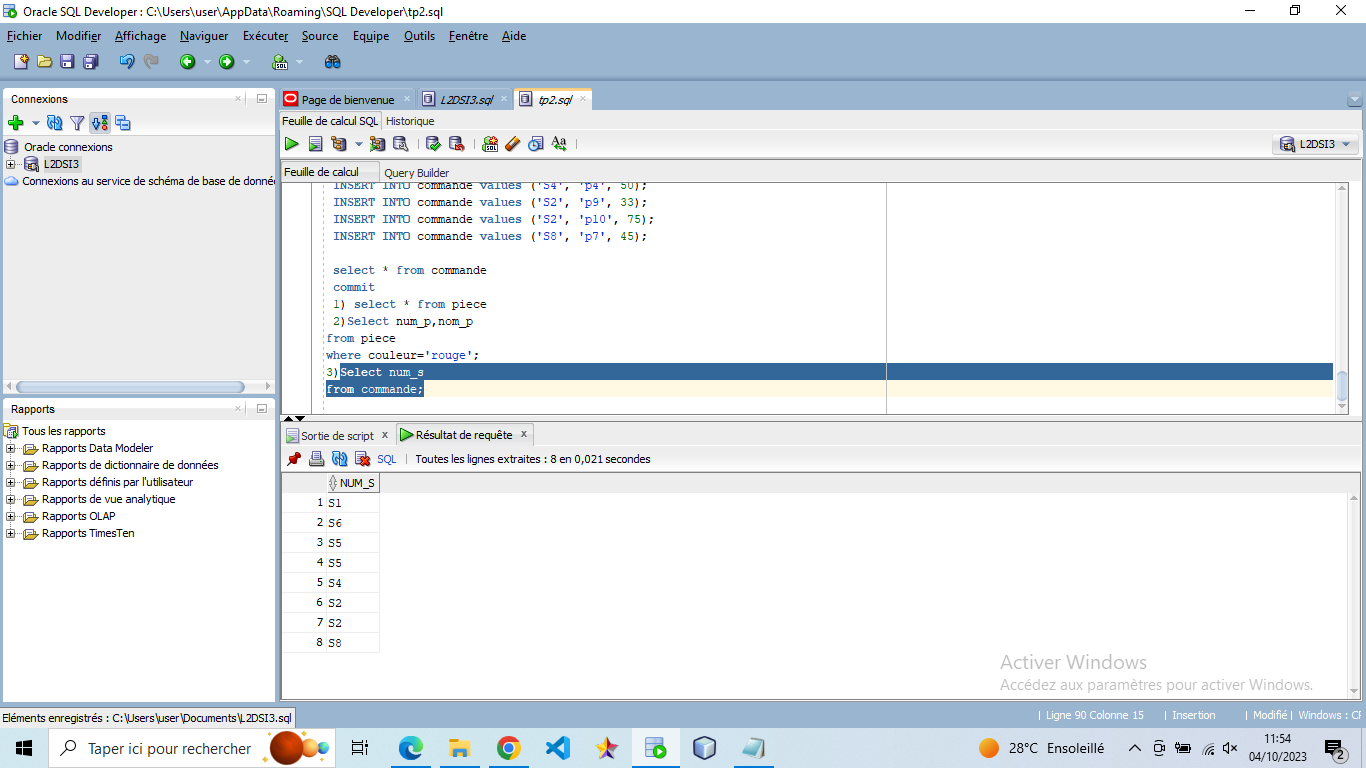 Oracle SQL Developer : C:\Users\user\AppData\Roaming\SQL Developer\tp2.sql
Fichier Modifier Affichage Naviguer Exécuter Source Equipe Outils Fenêtre Aide
Connexions
Oracle connexions
L2DSI3
Connexions au service de schéma de base de donné
Rapports
Tous les rapports
Rapports Data Modeler
Rapports de dictionnaire de données
Rapports définis par l'utilisateur
Rapports de vue analytique
Rapports OLAP
Rapports TimesTen
Page de bienvenue
L2DSI3.sql
tp2.sql
Feuille de calcul SQL Historique
L2DSI3
Feuille de calcul Query Builder
INSERT INTO commande values ('S4', 'p4', 50);
INSERT INTO commande values ('S2', 'p9', 33);
INSERT INTO commande values ('S2', 'p10', 75);
INSERT INTO commande values ('S8', 'p7', 45);
select * from commande
commit
1) select * from piece
2)Select num_p,nom_p
from piece
where couleur='rouge';
3)Select num_s
from commande;
Sortie de script x Résultat de requête x
SQL | Toutes les lignes extraites : 8 en 0,021 secondes
NUM_S
1 S1
2 S6
3 S5
4 S5
5 S4
6 S2
7 S2
8 S8
Activer Windows
Accédez aux paramètres pour activer Windows.
Eléments enregistrés : C:\Users\user\Documents\L2DSI3.sql
| Ligne 90 Colonne 15 | Insertion | Modifié | Windows : CF
Taper ici pour rechercher
28°C Ensoleillé
11:54
04/10/2023
2